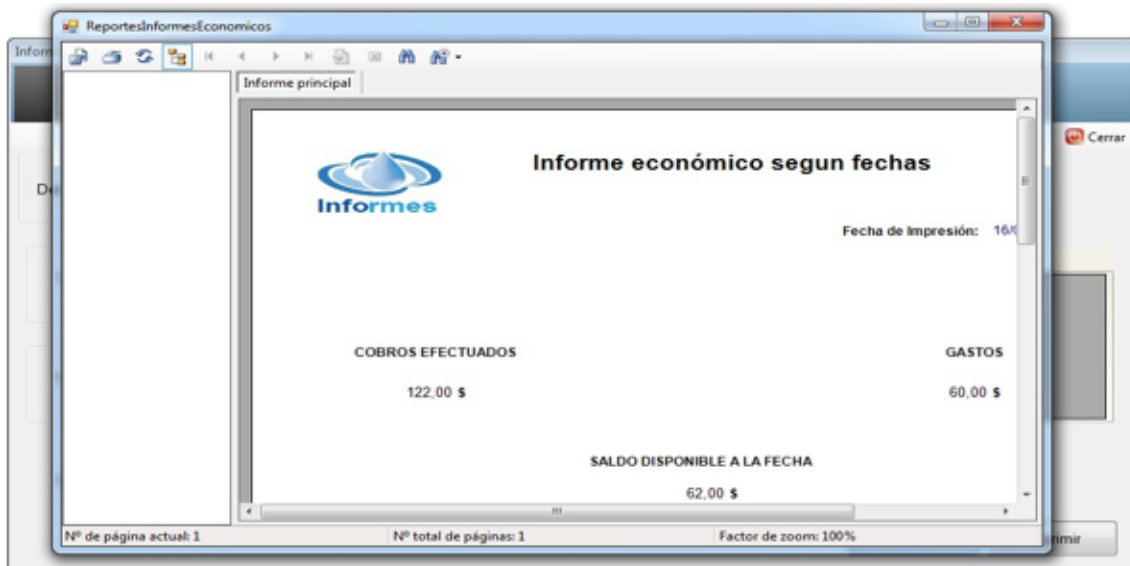 ReportesInformesEconomicos
Inform
Informe principal
Cerrar
Informe económico segun fechas
De
Informes
Fecha de Impresión: 16/0
COBROS EFECTUADOS GASTOS
122,00 $ 60,00 $
SALDO DISPONIBLE A LA FECHA
62,00 $
Nº de página actual: 1 Nº total de páginas: 1 Factor de zoom: 100%
rimir